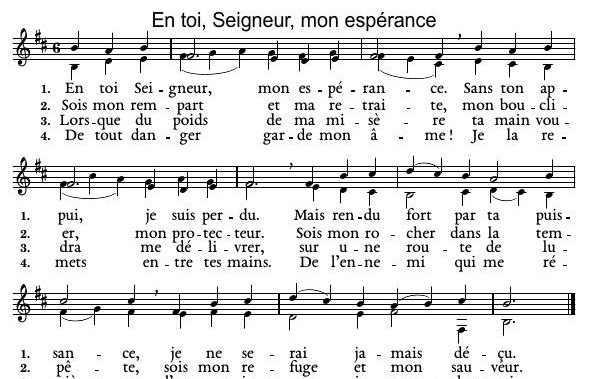 En toi, Seigneur, mon espérance
6
1. En toi Sei - gneur, mon es - pé - ran - ce. Sans ton ap -
2. Sois mon rem - part et ma re - trai - te, mon bou - cli -
3. Lors - que du poids de ma mi - sè - re ta main vou -
4. De tout dan - ger gar - de mon â - me ! Je la re -
1. pui, je suis per - du. Mais ren - du fort par ta puis -
2. er, mon pro - tec - teur. Sois mon ro - cher dans la tem -
3. dra me dé - li - vrer, sur u - ne rou - te de lu -
4. mets en - tre tes mains. De l'en - ne - mi qui me ré -
1. san - ce, je ne se - rai ja - mais dé - çu.
2. pê - te, sois mon re - fuge et mon sau - veur.